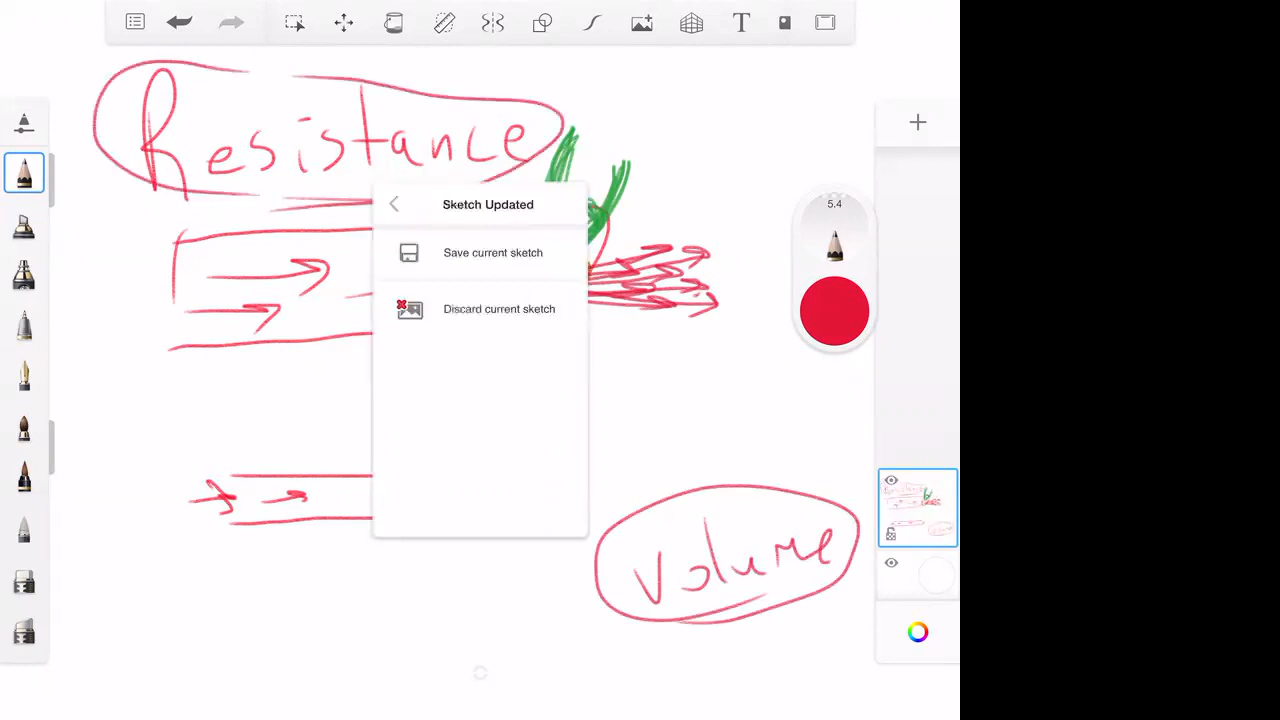 Resistance
Sketch Updated
Save current sketch
Discard current sketch
5.4
volume